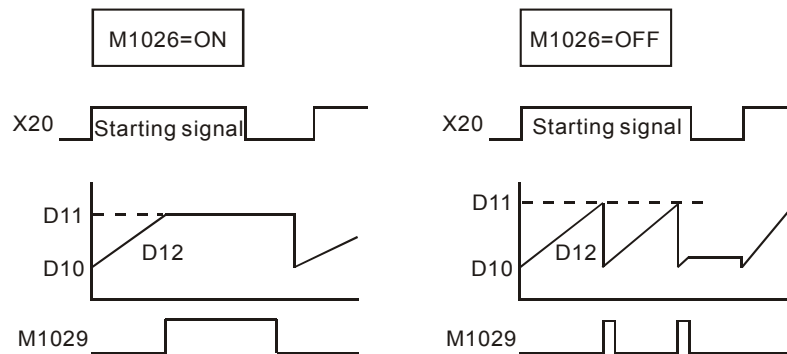 M1026=ON
X20
Starting signal
D11
D12
D10
M1029
M1026=OFF
X20
Starting signal
D11
D12
D10
M1029